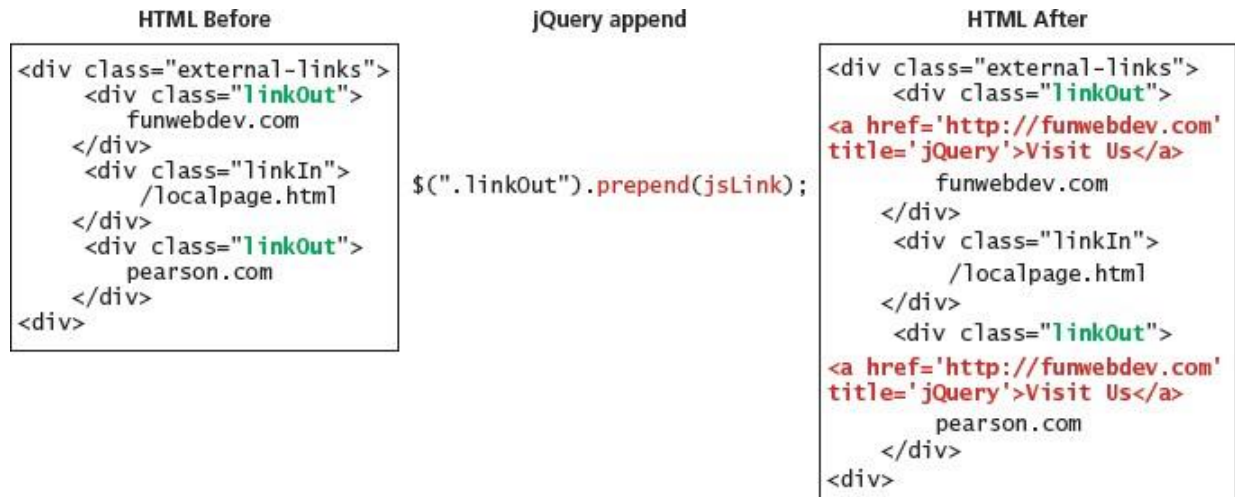 HTML Before
<div class="external-links">
<div class="linkOut">
funwebdev.com
</div>
<div class="linkIn">
/localpage.html
</div>
<div class="linkOut">
pearson.com
</div>
<div>
jQuery append
$(".linkOut").prepend(jsLink);
HTML After
<div class="external-links">
<div class="linkOut">
<a href='http://funwebdev.com'
title='jQuery'>Visit Us</a>
funwebdev.com
</div>
<div class="linkIn">
/localpage.html
</div>
<div class="linkOut">
<a href='http://funwebdev.com'
title='jQuery'>Visit Us</a>
pearson.com
</div>
<div>